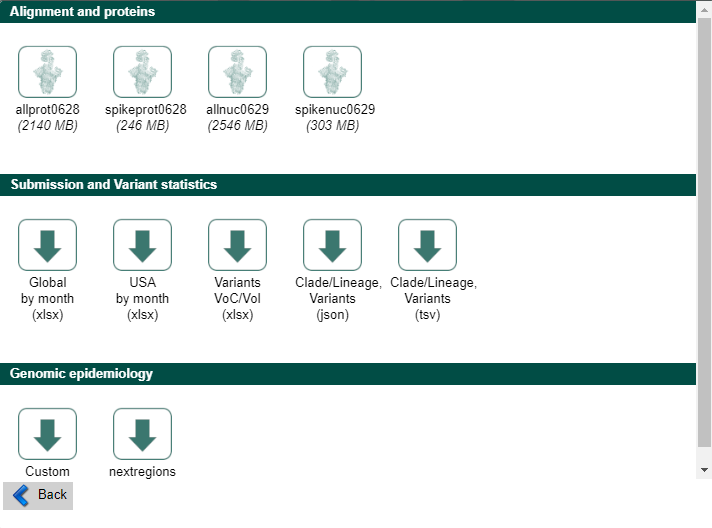 Alignment and proteins
allprot0628 spikeprot0628 allnuc0629 spikenuc0629
(2140 MB) (246 MB) (2546 MB) (303 MB)
Submission and Variant statistics
Global USA Variants Clade/Lineage, Clade/Lineage,
by month by month VoC/VoI Variants Variants
(xlsx) (xlsx) (xlsx) (json) (tsv)
Genomic epidemiology
Custom nextregions
Back